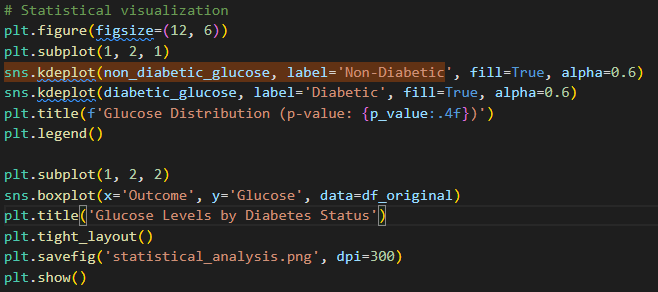 # Statistical visualization
plt.figure(figsize=(12, 6))
plt.subplot(1, 2, 1)
sns.kdeplot(non_diabetic_glucose, label='Non-Diabetic', fill=True, alpha=0.6)
sns.kdeplot(diabetic_glucose, label='Diabetic', fill=True, alpha=0.6)
plt.title(f'Glucose Distribution (p-value: {p_value:.4f})')
plt.legend()

plt.subplot(1, 2, 2)
sns.boxplot(x='Outcome', y='Glucose', data=df_original)
plt.title('Glucose Levels by Diabetes Status')
plt.tight_layout()
plt.savefig('statistical_analysis.png', dpi=300)
plt.show()